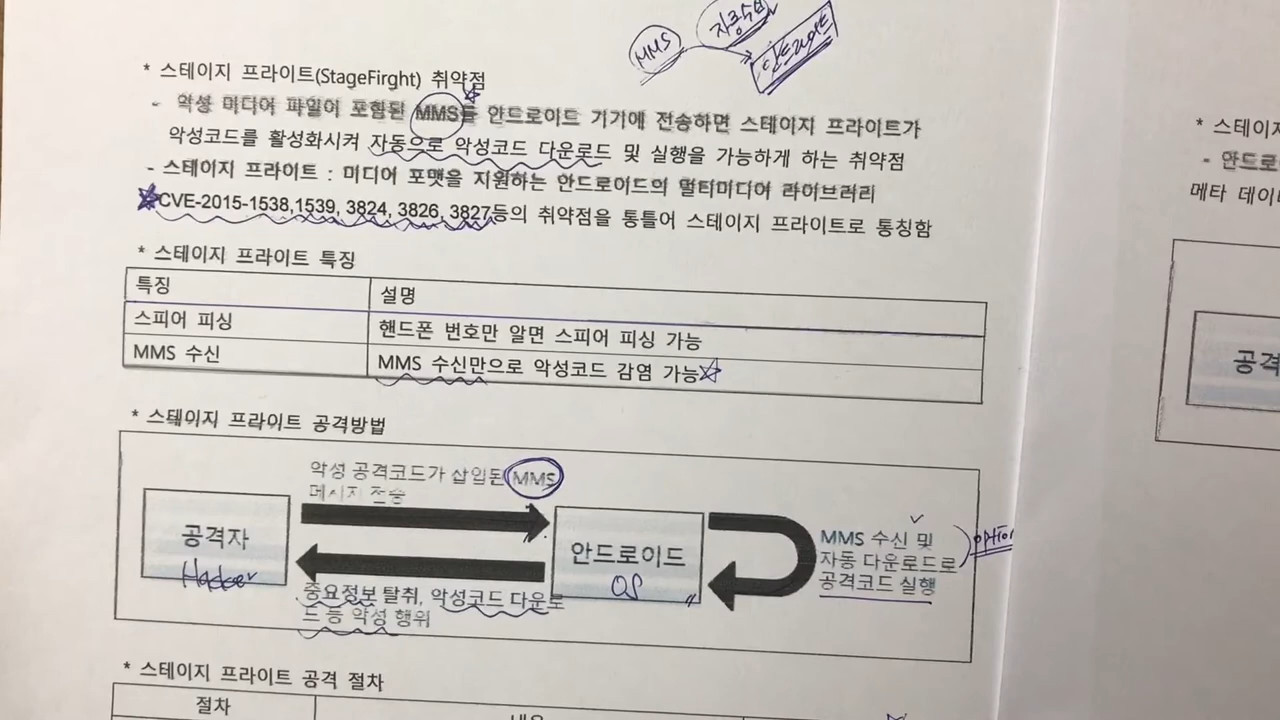 MMS
자동수신
안드로이드
* 스테이지 프라이트(StageFirght) 취약점
- 악성 미디어 파일이 포함된 MMS를 안드로이드 기기에 전송하면 스테이지 프라이트가
악성코드를 활성화시켜 자동으로 악성코드 다운로드 및 실행을 가능하게 하는 취약점
- 스테이지 프라이트 : 미디어 포맷을 지원하는 안드로이드의 멀티미디어 라이브러리
CVE-2015-1538,1539, 3824, 3826, 3827등의 취약점을 통틀어 스테이지 프라이트로 통칭함
* 스테이지 프라이트 특징
특징 설명
스피어 피싱 핸드폰 번호만 알면 스피어 피싱 가능
MMS 수신 MMS 수신만으로 악성코드 감염 가능
* 스테이지 프라이트 공격방법
악성 공격코드가 삽입된 MMS
메시지 전송
공격자
Hacker
안드로이드
OS
MMS 수신 및
자동 다운로드로
공격코드 실행
option
중요정보 탈취, 악성코드 다운로
드 등 악성 행위
* 스테이지 프라이트 공격 절차
절차 내용
* 스테이지
- 안드로
메타 데이
공격